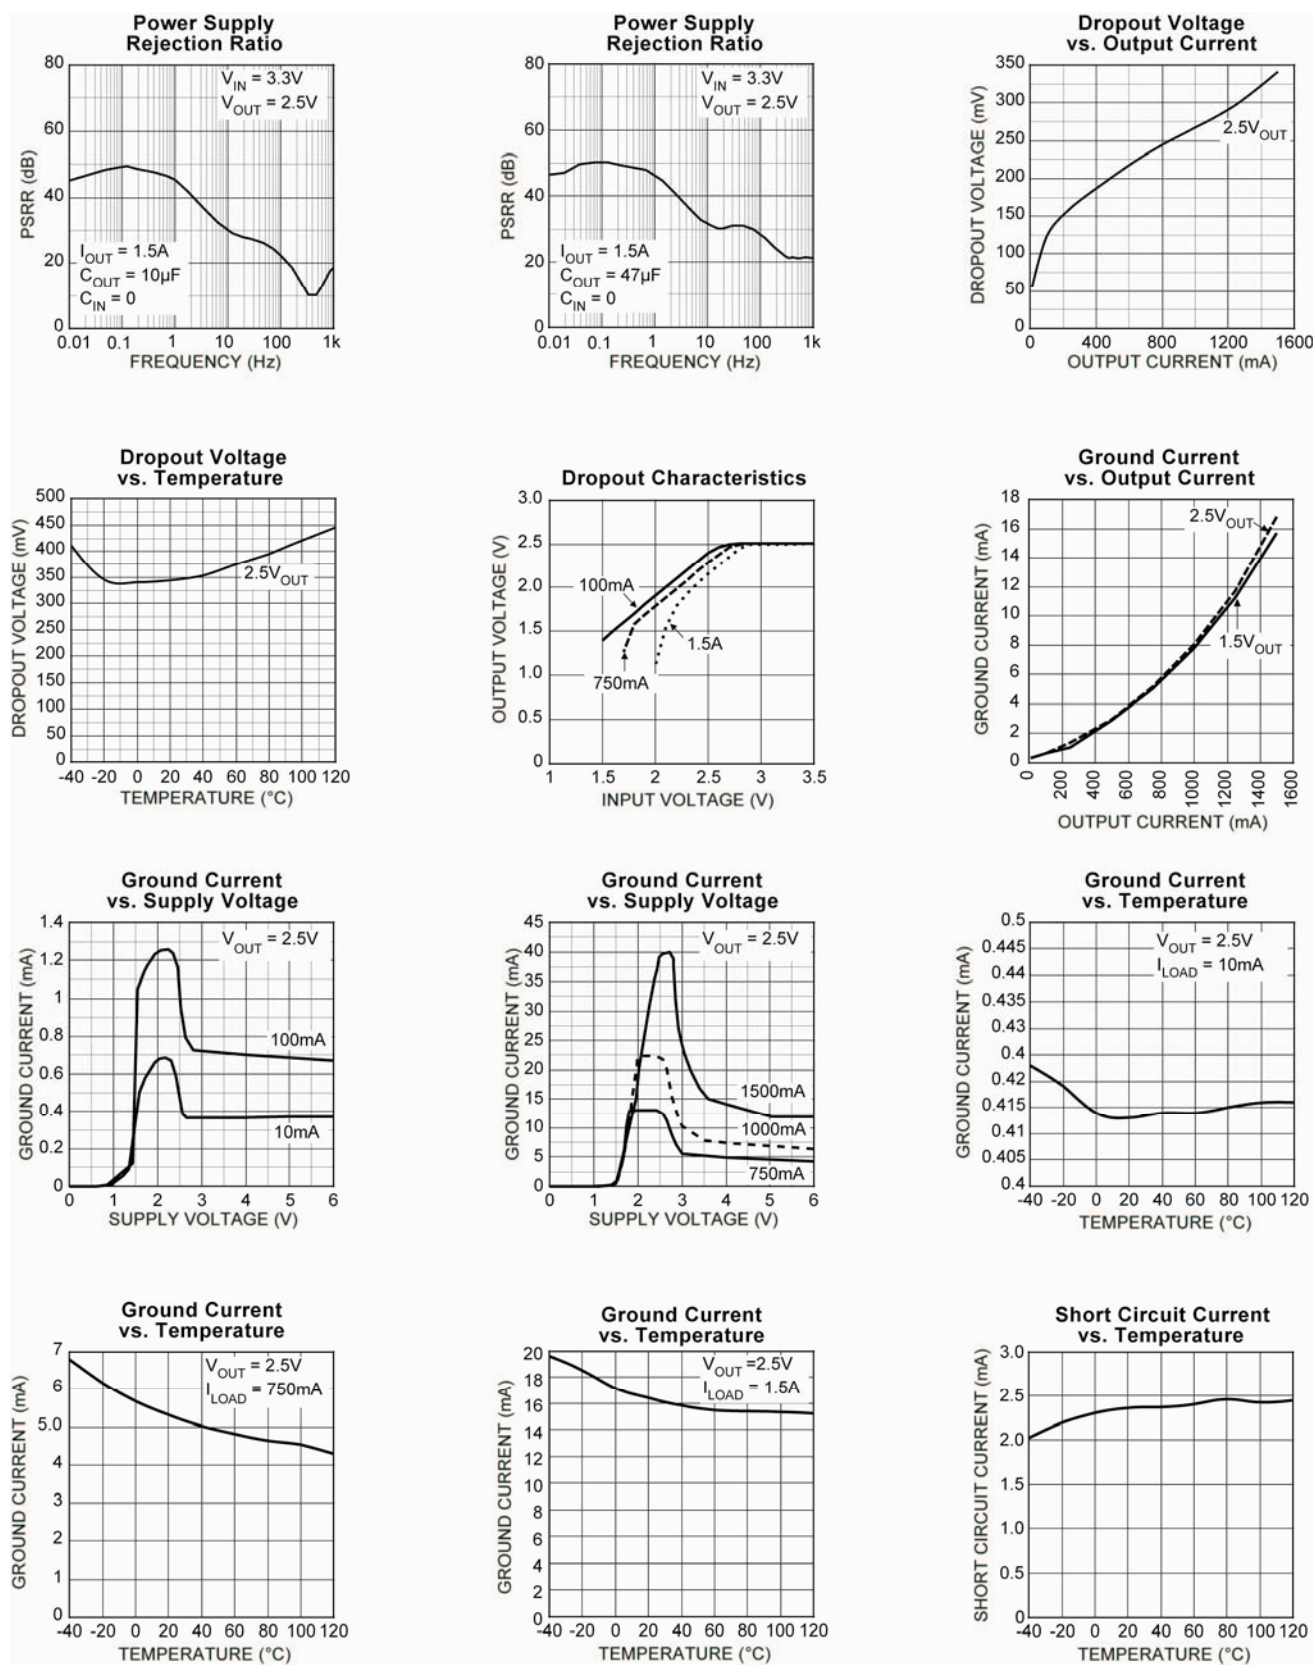 Power Supply
Rejection Ratio
80
60
40
20
0
PSRR (dB)
VIN = 3.3V
VOUT = 2.5V
IOUT = 1.5A
COUT = 10µF
CIN = 0
0.01 0.1 1 10 100 1k
FREQUENCY (Hz)
Power Supply
Rejection Ratio
80
60
40
20
0
PSRR (dB)
VIN = 3.3V
VOUT = 2.5V
IOUT = 1.5A
COUT = 47µF
CIN = 0
0.01 0.1 1 10 100 1k
FREQUENCY (Hz)
Dropout Voltage
vs. Output Current
350
300
250
200
150
100
50
0
DROPOUT VOLTAGE (mV)
2.5VOUT
0 400 800 1200 1600
OUTPUT CURRENT (mA)
Dropout Voltage
vs. Temperature
500
450
400
350
300
250
200
150
100
50
0
DROPOUT VOLTAGE (mV)
2.5VOUT
-40 -20 0 20 40 60 80 100 120
TEMPERATURE (°C)
Dropout Characteristics
3.0
2.5
2.0
1.5
1.0
0.5
0
OUTPUT VOLTAGE (V)
100mA
1.5A
750mA
1 1.5 2 2.5 3 3.5
INPUT VOLTAGE (V)
Ground Current
vs. Output Current
18
16
14
12
10
8
6
4
2
0
GROUND CURRENT (mA)
2.5VOUT
1.5VOUT
0 200 400 600 800 1000 1200 1400 1600
OUTPUT CURRENT (mA)
Ground Current
vs. Supply Voltage
1.4
1.2
1
0.8
0.6
0.4
0.2
0
GROUND CURRENT (mA)
VOUT = 2.5V
100mA
10mA
0 1 2 3 4 5 6
SUPPLY VOLTAGE (V)
Ground Current
vs. Supply Voltage
45
40
35
30
25
20
15
10
5
0
GROUND CURRENT (mA)
VOUT = 2.5V
1500mA
1000mA
750mA
0 1 2 3 4 5 6
SUPPLY VOLTAGE (V)
Ground Current
vs. Temperature
0.5
0.445
0.44
0.435
0.43
0.425
0.4
0.42
0.415
0.41
0.405
0.4
GROUND CURRENT (mA)
VOUT = 2.5V
ILOAD = 10mA
-40 -20 0 20 40 60 80 100 120
TEMPERATURE (°C)
Ground Current
vs. Temperature
7
6
5.0
4
3
2
1
0
GROUND CURRENT (mA)
VOUT = 2.5V
ILOAD = 750mA
-40 -20 0 20 40 60 80 100 120
TEMPERATURE (°C)
Ground Current
vs. Temperature
20
18
16
14
12
10
8
6
4
2
0
GROUND CURRENT (mA)
VOUT =2.5V
ILOAD = 1.5A
-40 -20 0 20 40 60 80 100 120
TEMPERATURE (°C)
Short Circuit Current
vs. Temperature
3.0
2.5
2.0
1.5
1.0
0.5
0
SHORT CIRCUIT CURRENT (mA)
-40 -20 0 20 40 60 80 100 120
TEMPERATURE (°C)